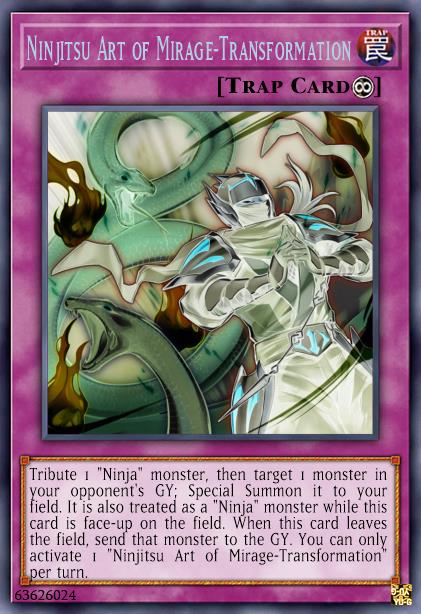 Ninjitsu Art of Mirage-Transformation
TRAP
罠
[Trap Card]
Tribute 1 "Ninja" monster, then target 1 monster in
your opponent's GY; Special Summon it to your
field. It is also treated as a "Ninja" monster while this
card is face-up on the field. When this card leaves
the field, send that monster to the GY. You can only
activate 1 "Ninjitsu Art of Mirage-Transformation"
per turn.
63626024